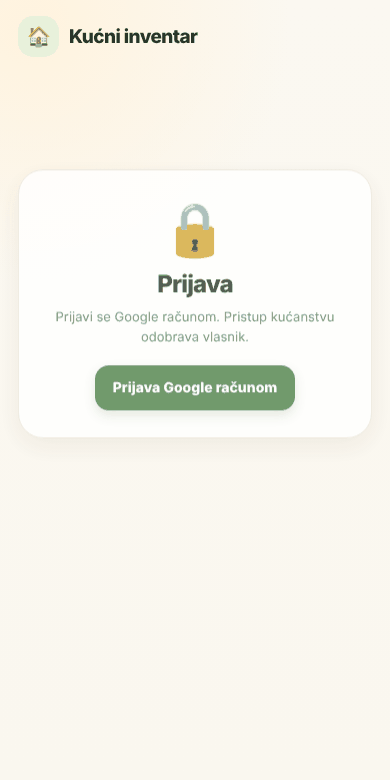 Kućni inventar
Prijava
Prijavi se Google računom. Pristup kućanstvu
odobrava vlasnik.
Prijava Google računom